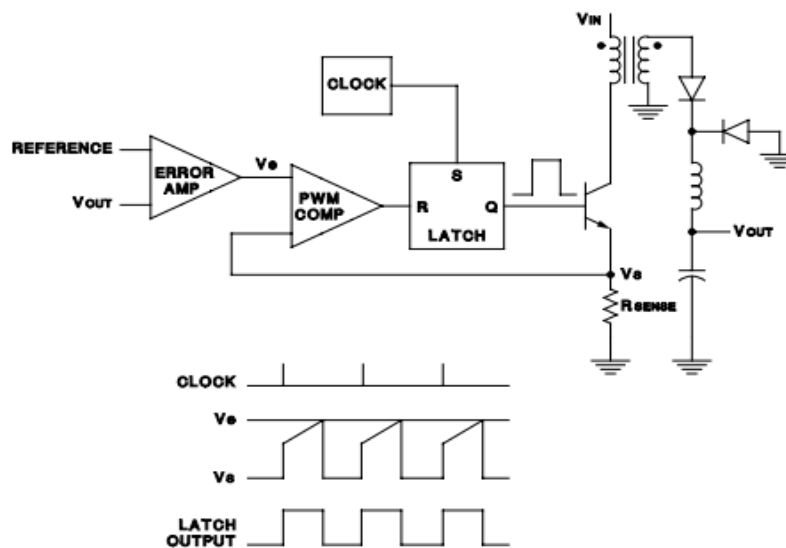 VIN
CLOCK
REFERENCE
ERROR
AMP
Ve
PWM
COMP
S
R
Q
LATCH
VOUT
VOUT
Vs
RSENSE
CLOCK
Ve
Vs
LATCH
OUTPUT